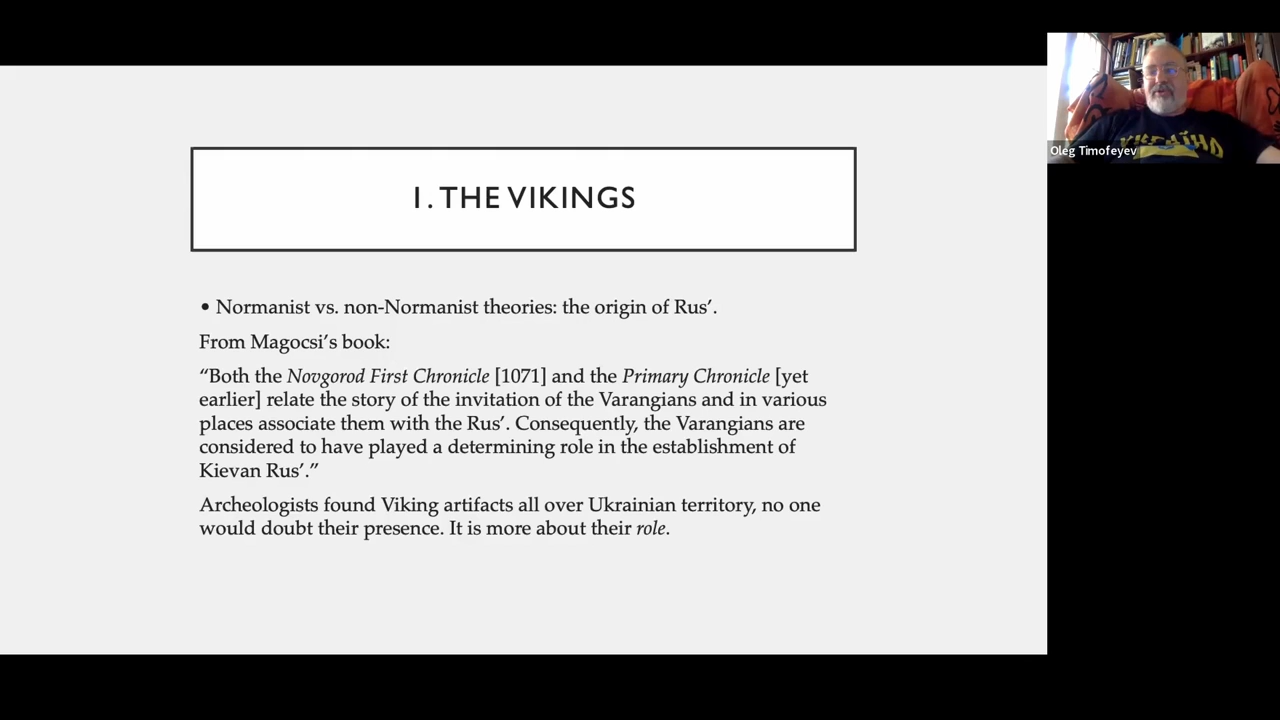 1. THE VIKINGS
• Normanist vs. non-Normanist theories: the origin of Rus’.
From Magocsi’s book:
“Both the Novgorod First Chronicle [1071] and the Primary Chronicle [yet
earlier] relate the story of the invitation of the Varangians and in various
places associate them with the Rus’. Consequently, the Varangians are
considered to have played a determining role in the establishment of
Kievan Rus’.”
Archeologists found Viking artifacts all over Ukrainian territory, no one
would doubt their presence. It is more about their role.
Oleg Timofeyev